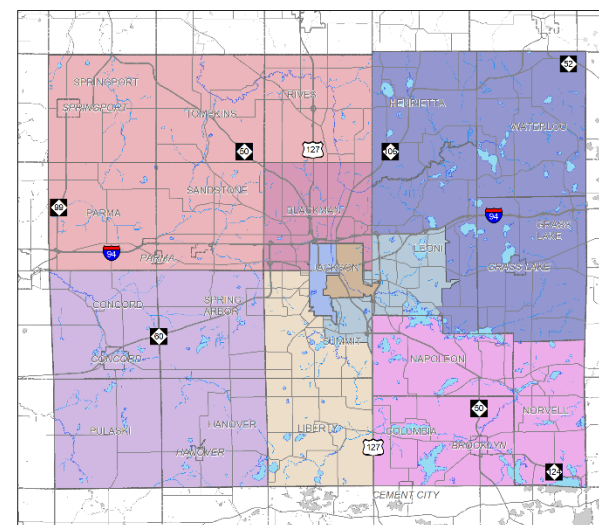 52
SPRINGPORT
RIVES
HENRIETTA
SPRINGPORT
TOMPKINS
WATERLOO
60
127
106
SANDSTONE
99
PARMA
BLACKMAN
94
GRASS
LAKE
LEONI
94
PARMA
JACKSON
GRASS LAKE
CONCORD
SPRING
ARBOR
60
SUMMIT
CONCORD
NAPOLEON
50
NORVELL
PULASKI
HANOVER
LIBERTY
COLUMBIA
HANOVER
127
BROOKLYN
124
CEMENT CITY